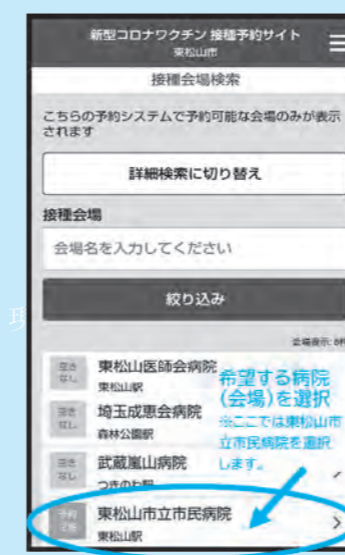 新型コロナワクチン 接種予約サイト
東松山市
接種会場検索
こちらの予約システムで予約可能な会場のみが表示
されます
詳細検索に切り替え
接種会場
会場名を入力してください
絞り込み
会場表示: 8件
空き
なし
東松山医師会病院
東松山駅
空き
なし
埼玉成恵会病院
森林公園駅
空き
なし
武蔵嵐山病院
つきのわ駅
東松山市立市民病院
東松山駅
希望する病院
(会場)を選択
※ここでは東松山市
立市民病院を選択
します。